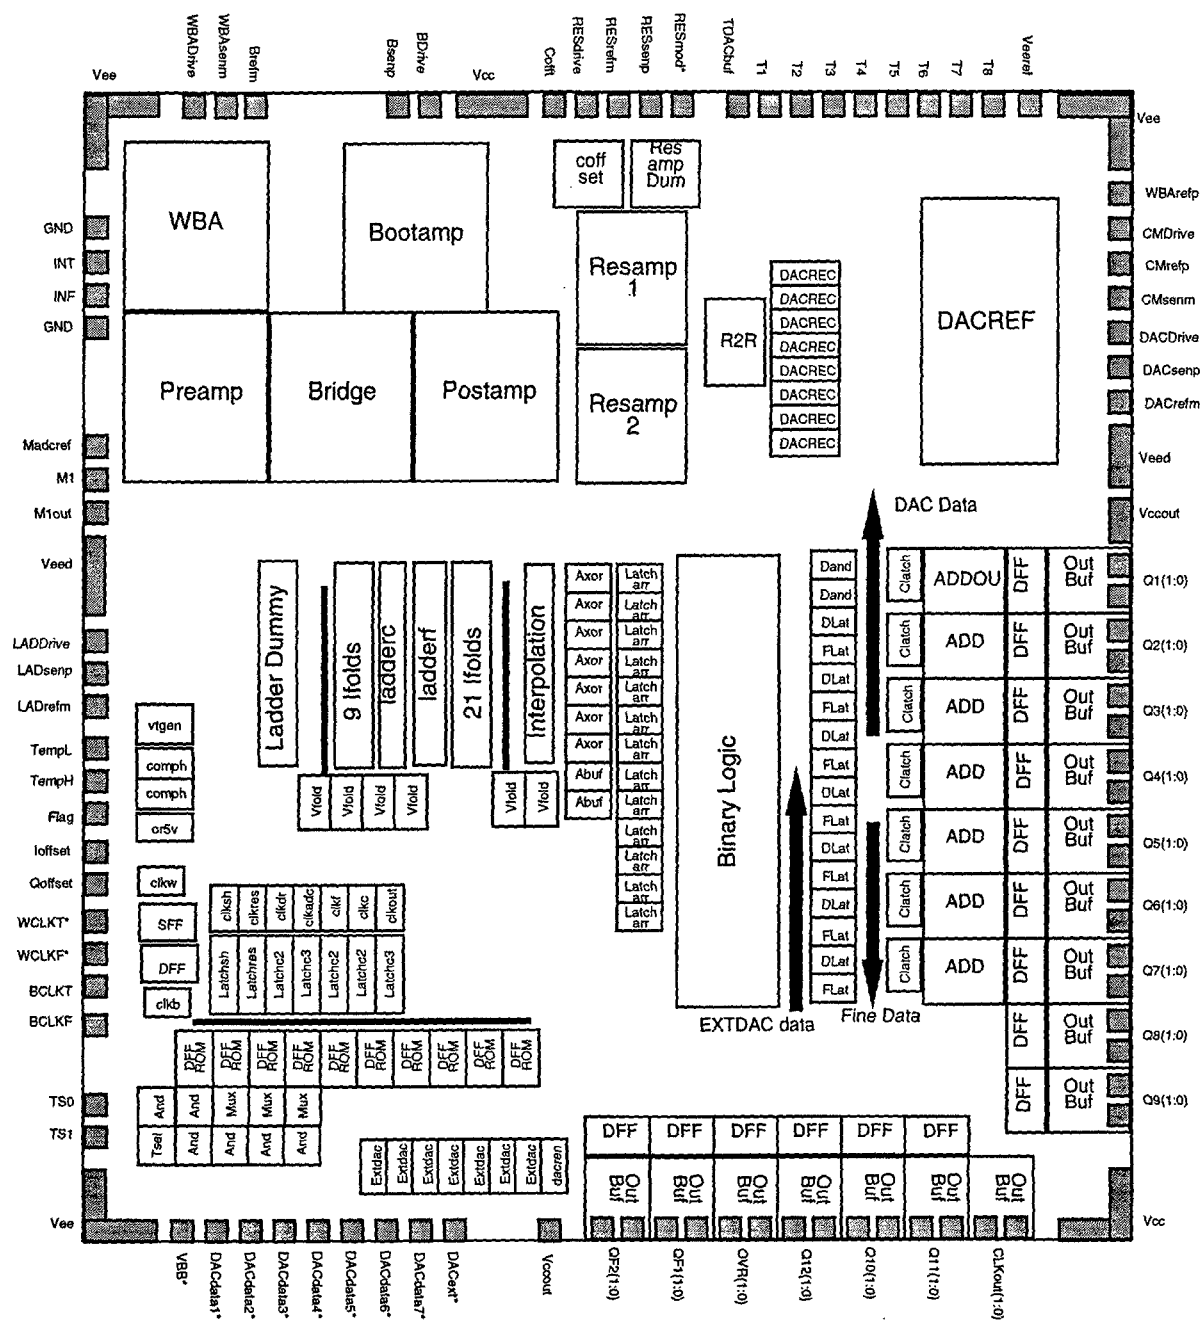 WBADrive
WBAsenm
Brefm
Bsenp
BDrive
Vcc
Cofft
RESdrive
RESrefm
RESsenp
RESmod*
TDACbuf
T1
T2
T3
T4
T5
T6
T7
T8
Veeref
Vee
Vee
GND
INT
INF
GND
Madcref
M1
M1out
Veed
LADDrive
LADsenp
LADrefm
TempL
TempH
Flag
Ioffset
Qoffset
WCLKT*
WCLKF*
BCLKT
BCLKF
TS0
TS1
Vee
WBArefp
CMDrive
CMrefp
CMsenm
DACDrive
DACsenp
DACrefm
Veed
Vccout
Q1(1:0)
Q2(1:0)
Q3(1:0)
Q4(1:0)
Q5(1:0)
Q6(1:0)
Q7(1:0)
Q8(1:0)
Q9(1:0)
Vcc
WBA
Bootamp
coff
set
Res
amp
Dum
Resamp
1
Resamp
2
R2R
DACREC
DACREC
DACREC
DACREC
DACREC
DACREC
DACREC
DACREC
DACREF
Preamp
Bridge
Postamp
DAC Data
Ladder Dummy
9 Ifolds
ladderc
ladderf
21 Ifolds
Interpolation
Vfold
Vfold
Vfold
Vfold
Vfold
Vfold
Axor
Axor
Axor
Axor
Axor
Axor
Axor
Abuf
Abuf
Latch
arr
Latch
arr
Latch
arr
Latch
arr
Latch
arr
Latch
arr
Latch
arr
Latch
arr
Latch
arr
Latch
arr
Latch
arr
Latch
arr
Latch
arr
Binary Logic
Dand
Dand
DLat
FLat
DLat
FLat
DLat
FLat
DLat
FLat
DLat
FLat
DLat
FLat
DLat
FLat
Clatch
Clatch
Clatch
Clatch
Clatch
Clatch
Clatch
ADDOU
ADD
ADD
ADD
ADD
ADD
ADD
DFF
DFF
DFF
DFF
DFF
DFF
DFF
DFF
DFF
Out
Buf
Out
Buf
Out
Buf
Out
Buf
Out
Buf
Out
Buf
Out
Buf
Out
Buf
Out
Buf
EXTDAC data
Fine Data
vtgen
comph
comph
or5v
clkw
SFF
DFF
clkb
clksh
clkres
clkdr
clkadc
clkf
clkc
clkout
Latchsh
Latchres
Latchc2
Latchc3
Latchc2
Latchc2
Latchc3
DFF
ROM
DFF
ROM
DFF
ROM
DFF
ROM
DFF
ROM
DFF
ROM
DFF
ROM
DFF
ROM
DFF
ROM
DFF
ROM
And
And
Mux
Mux
Mux
Tsel
And
And
And
And
Extdac
Extdac
Extdac
Extdac
Extdac
Extdac
Extdac
dacren
DFF
DFF
DFF
DFF
DFF
DFF
Out
Buf
Out
Buf
Out
Buf
Out
Buf
Out
Buf
Out
Buf
Out
Buf
VBB*
DACdata1*
DACdata2*
DACdata3*
DACdata4*
DACdata5*
DACdata6*
DACdata7*
DACext*
Vccout
QF2(1:0)
QF1(1:0)
OVR(1:0)
Q12(1:0)
Q10(1:0)
Q11(1:0)
CLKout(1:0)